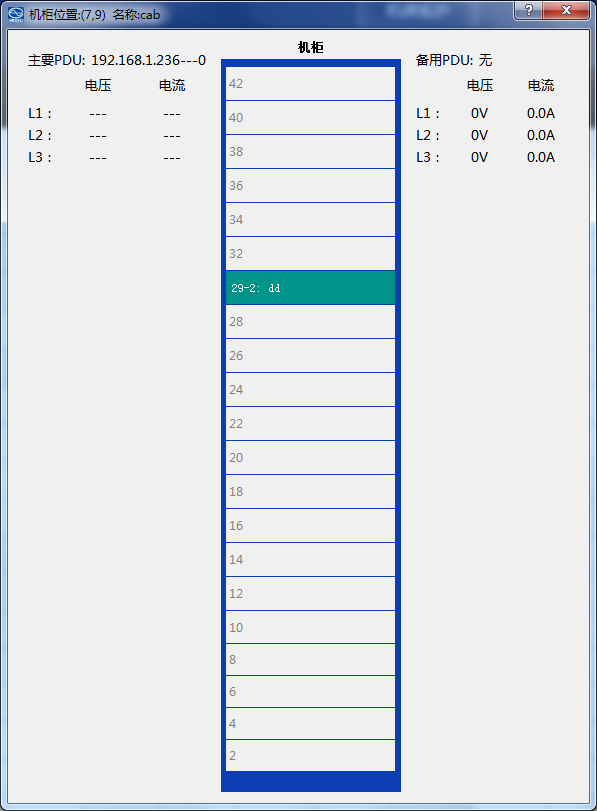 机柜位置:(7,9) 名称:cab
机柜
主要PDU: 192.168.1.236---0
电压 电流
L1： --- ---
L2： --- ---
L3： --- ---
42
40
38
36
34
32
29-2: dd
28
26
24
22
20
18
16
14
12
10
8
6
4
2
备用PDU: 无
电压 电流
L1： 0V 0.0A
L2： 0V 0.0A
L3： 0V 0.0A